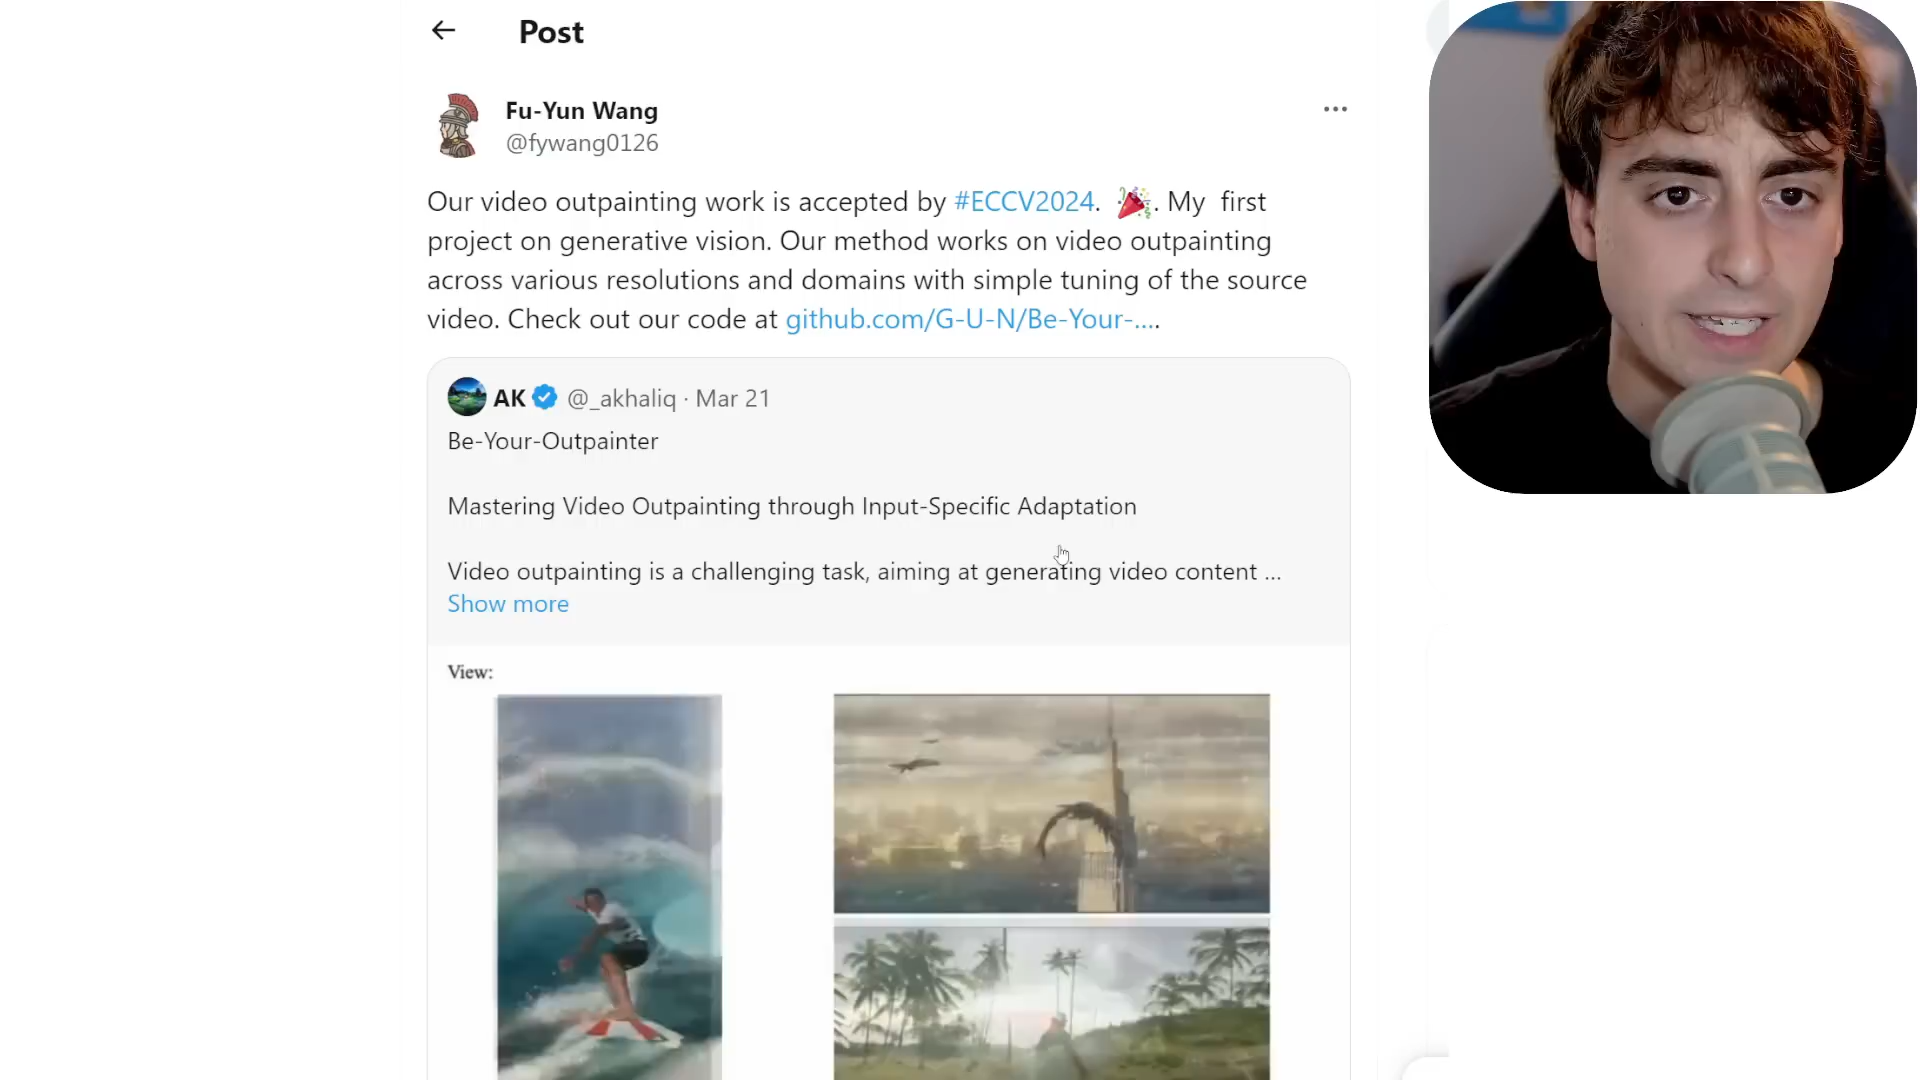 Post
Fu-Yun Wang
@fywang0126
Our video outpainting work is accepted by #ECCV2024. 🎉. My first
project on generative vision. Our method works on video outpainting
across various resolutions and domains with simple tuning of the source
video. Check out our code at github.com/G-U-N/Be-Your-….
AK @_akhaliq · Mar 21
Be-Your-Outpainter
Mastering Video Outpainting through Input-Specific Adaptation
Video outpainting is a challenging task, aiming at generating video content ...
Show more
View: